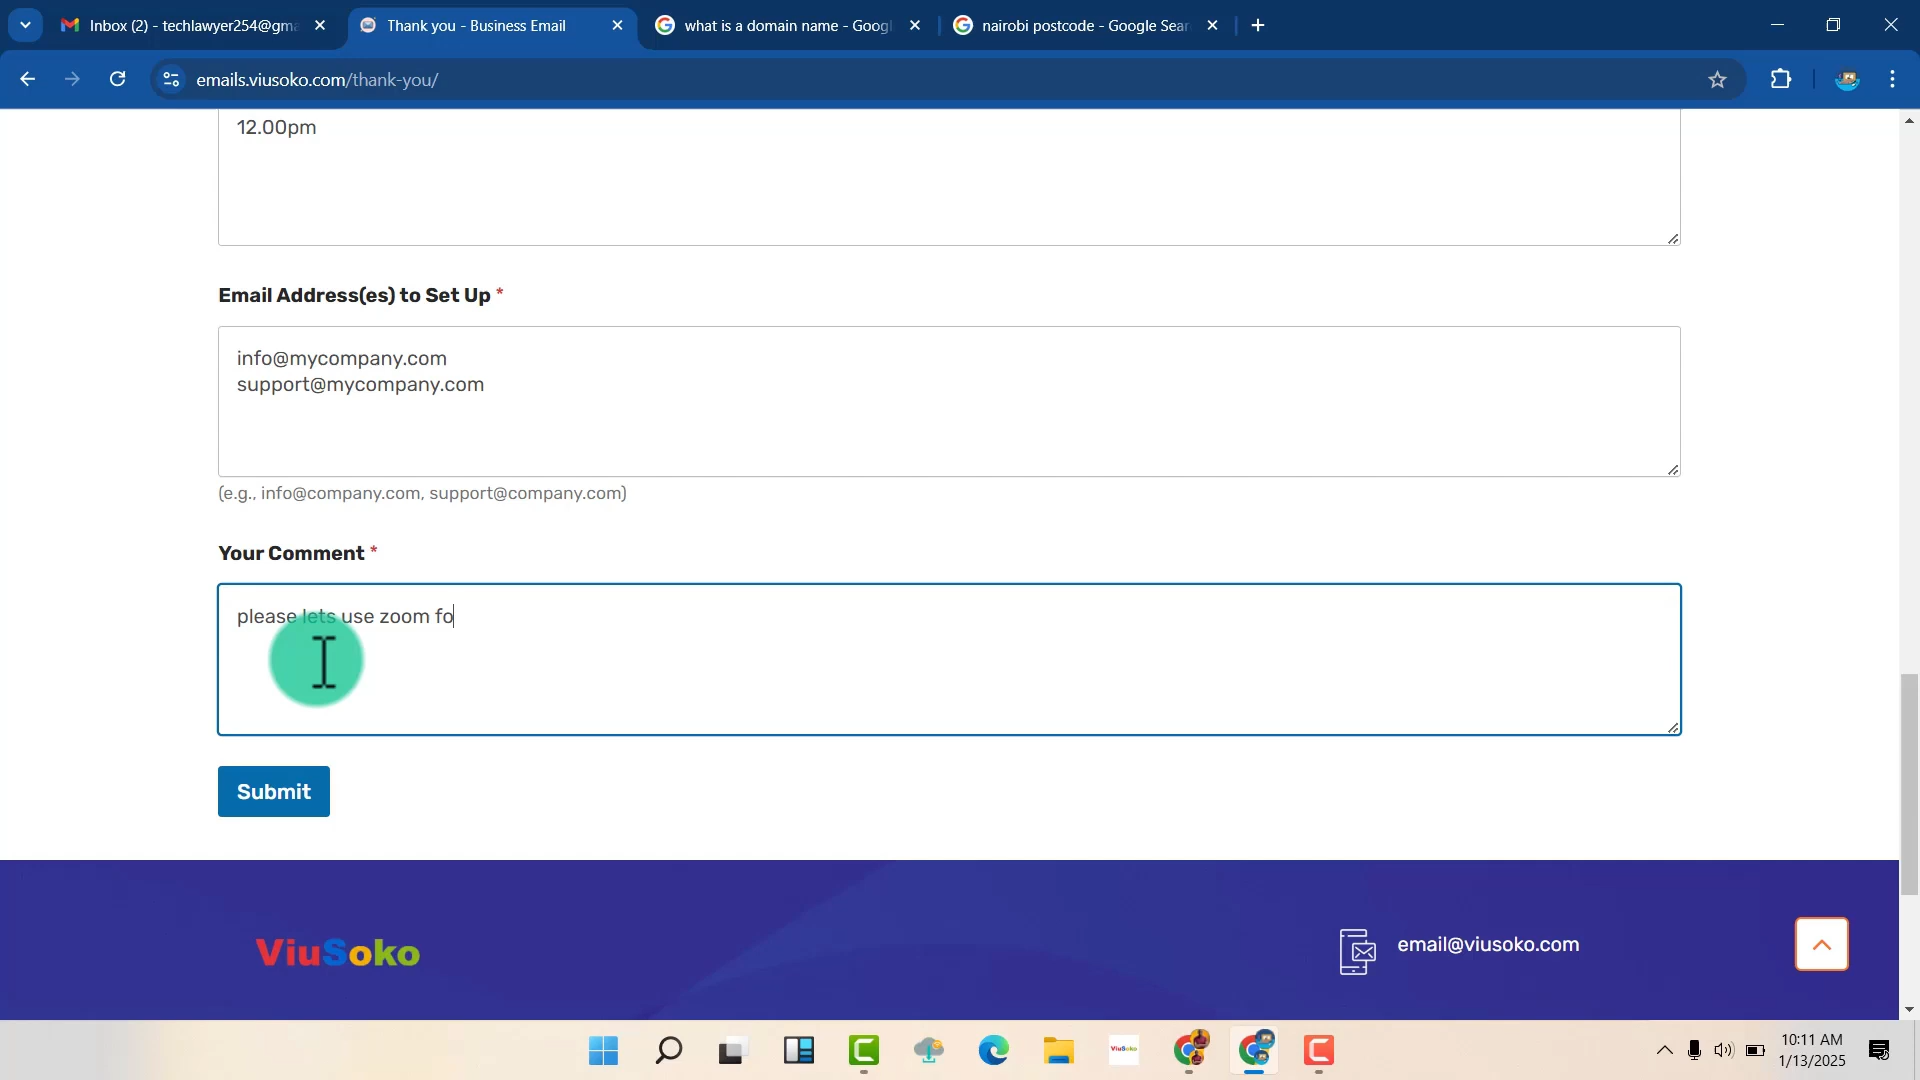 Inbox (2) - techlawyer254@gma
Thank you - Business Email
what is a domain name - Googl
nairobi postcode - Google Sear
emails.viusoko.com/thank-you/
12.00pm
Email Address(es) to Set Up *
info@mycompany.com
support@mycompany.com
(e.g., info@company.com, support@company.com)
Your Comment *
please lets use zoom fo
Submit
ViuSoko
email@viusoko.com
ViuSoko
10:11 AM
1/13/2025